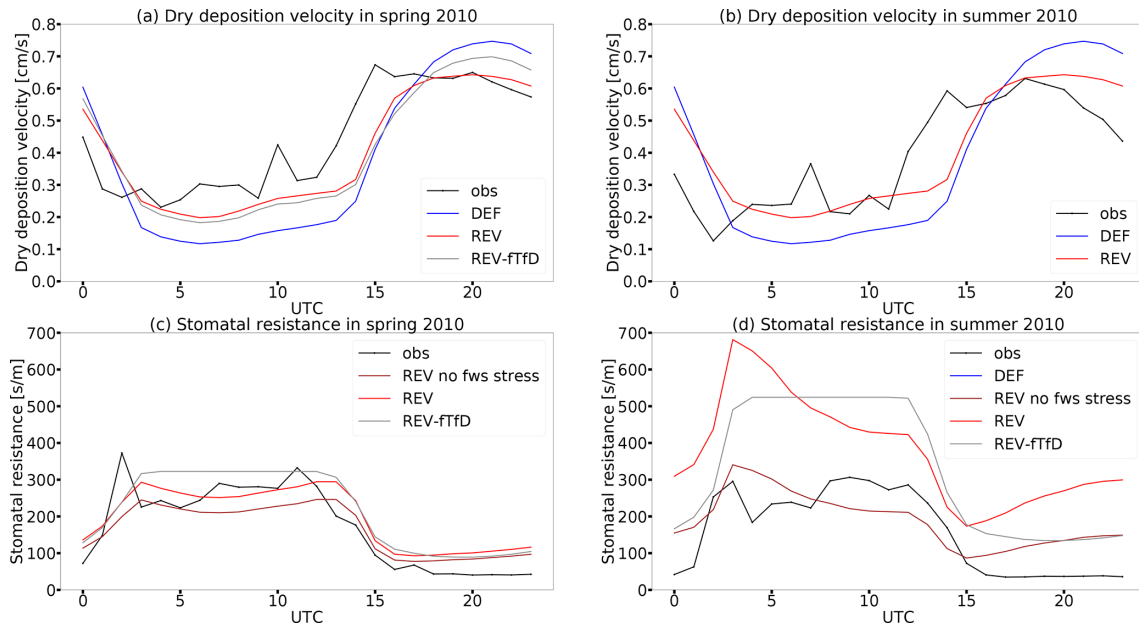 (a) Dry deposition velocity in spring 2010
Dry deposition velocity [cm/s]
0.8
0.7
0.6
0.5
0.4
0.3
0.2
0.1
0.0
obs
DEF
REV
REV-fTfD
0 5 10 15 20
UTC
(b) Dry deposition velocity in summer 2010
Dry deposition velocity [cm/s]
0.8
0.7
0.6
0.5
0.4
0.3
0.2
0.1
0.0
obs
DEF
REV
0 5 10 15 20
UTC
(c) Stomatal resistance in spring 2010
Stomatal resistance [s/m]
700
600
500
400
300
200
100
0
obs
REV no fws stress
REV
REV-fTfD
0 5 10 15 20
UTC
(d) Stomatal resistance in summer 2010
Stomatal resistance [s/m]
700
600
500
400
300
200
100
0
obs
DEF
REV no fws stress
REV
REV-fTfD
0 5 10 15 20
UTC